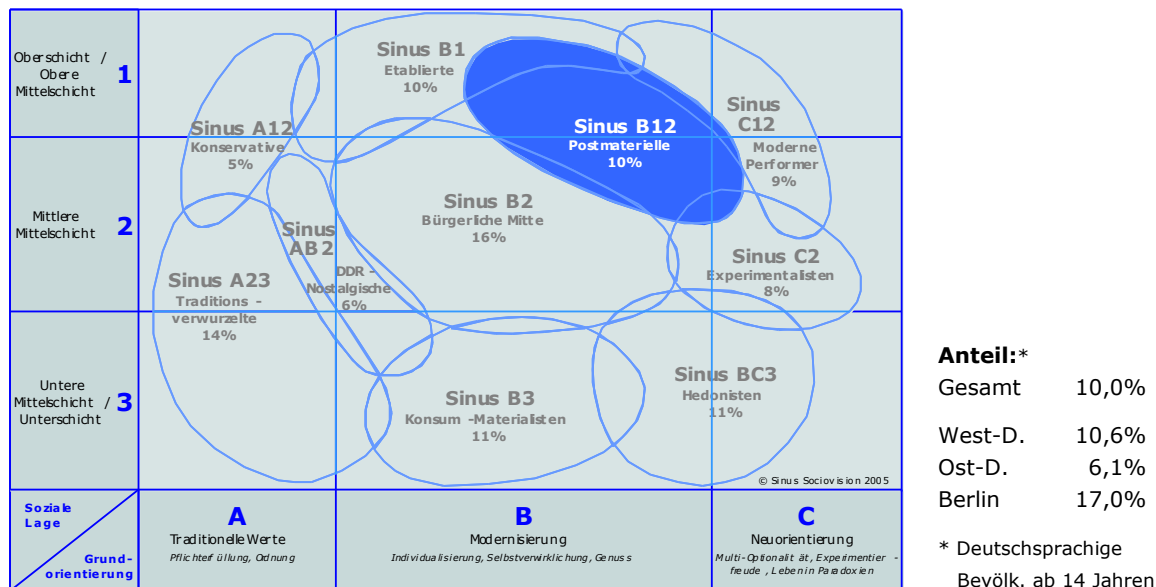 Oberschicht /
Obere
Mittelschicht
1
Mittlere
Mittelschicht
2
Untere
Mittelschicht /
Unterschicht
3
Sinus B1
Etablierte
10%
Sinus A12
Konservative
5%
Sinus B12
Postmaterielle
10%
Sinus
C12
Moderne
Performer
9%
Sinus B2
Bürgerliche Mitte
16%
Sinus
AB2
DDR -
Nostalgische
6%
Sinus A23
Traditions -
verwurzelte
14%
Sinus C2
Experimentalisten
8%
Sinus B3
Konsum -Materialisten
11%
Sinus BC3
Hedonisten
11%
© Sinus Sociovision 2005
Soziale
Lage
Grund-
orientierung
A
Traditionelle Werte
Pflichterfüllung, Odnung
B
Modernisierung
Individualisierung, Selbstverwirklichung, Genuss
C
Neuorientierung
Multi-Optionalit ät, Experimentier -
freude , Leben in Paradoxien
Anteil:*
Gesamt 10,0%
West-D. 10,6%
Ost-D. 6,1%
Berlin 17,0%
* Deutschsprachige
Bevölk. ab 14 Jahren